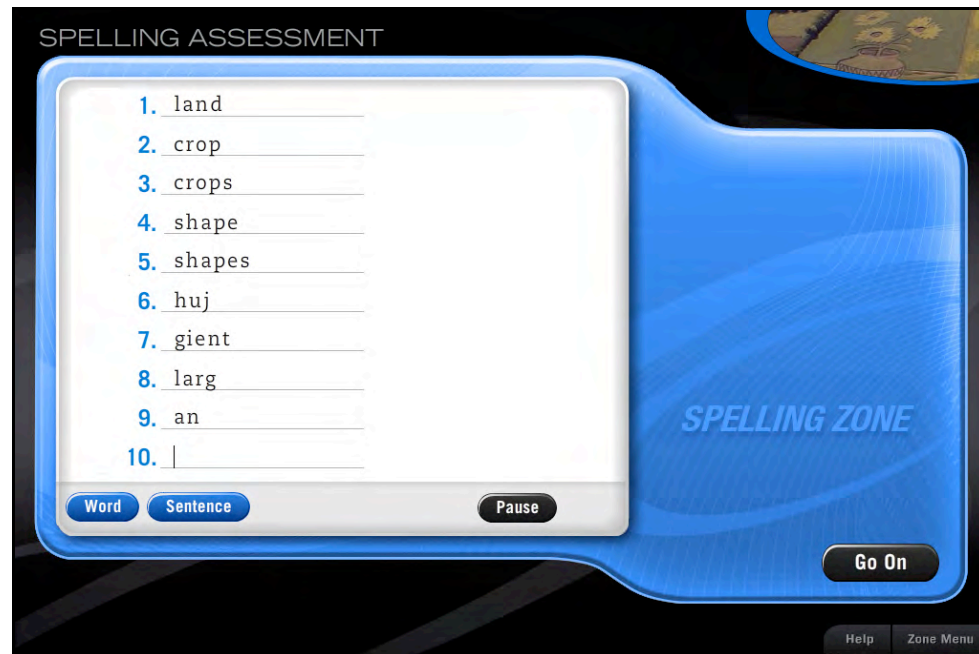 SPELLING ASSESSMENT
1. land
2. crop
3. crops
4. shape
5. shapes
6. huj
7. gient
8. larg
9. an
10.
SPELLING ZONE
Word Sentence Pause
Go On
Help Zone Menu